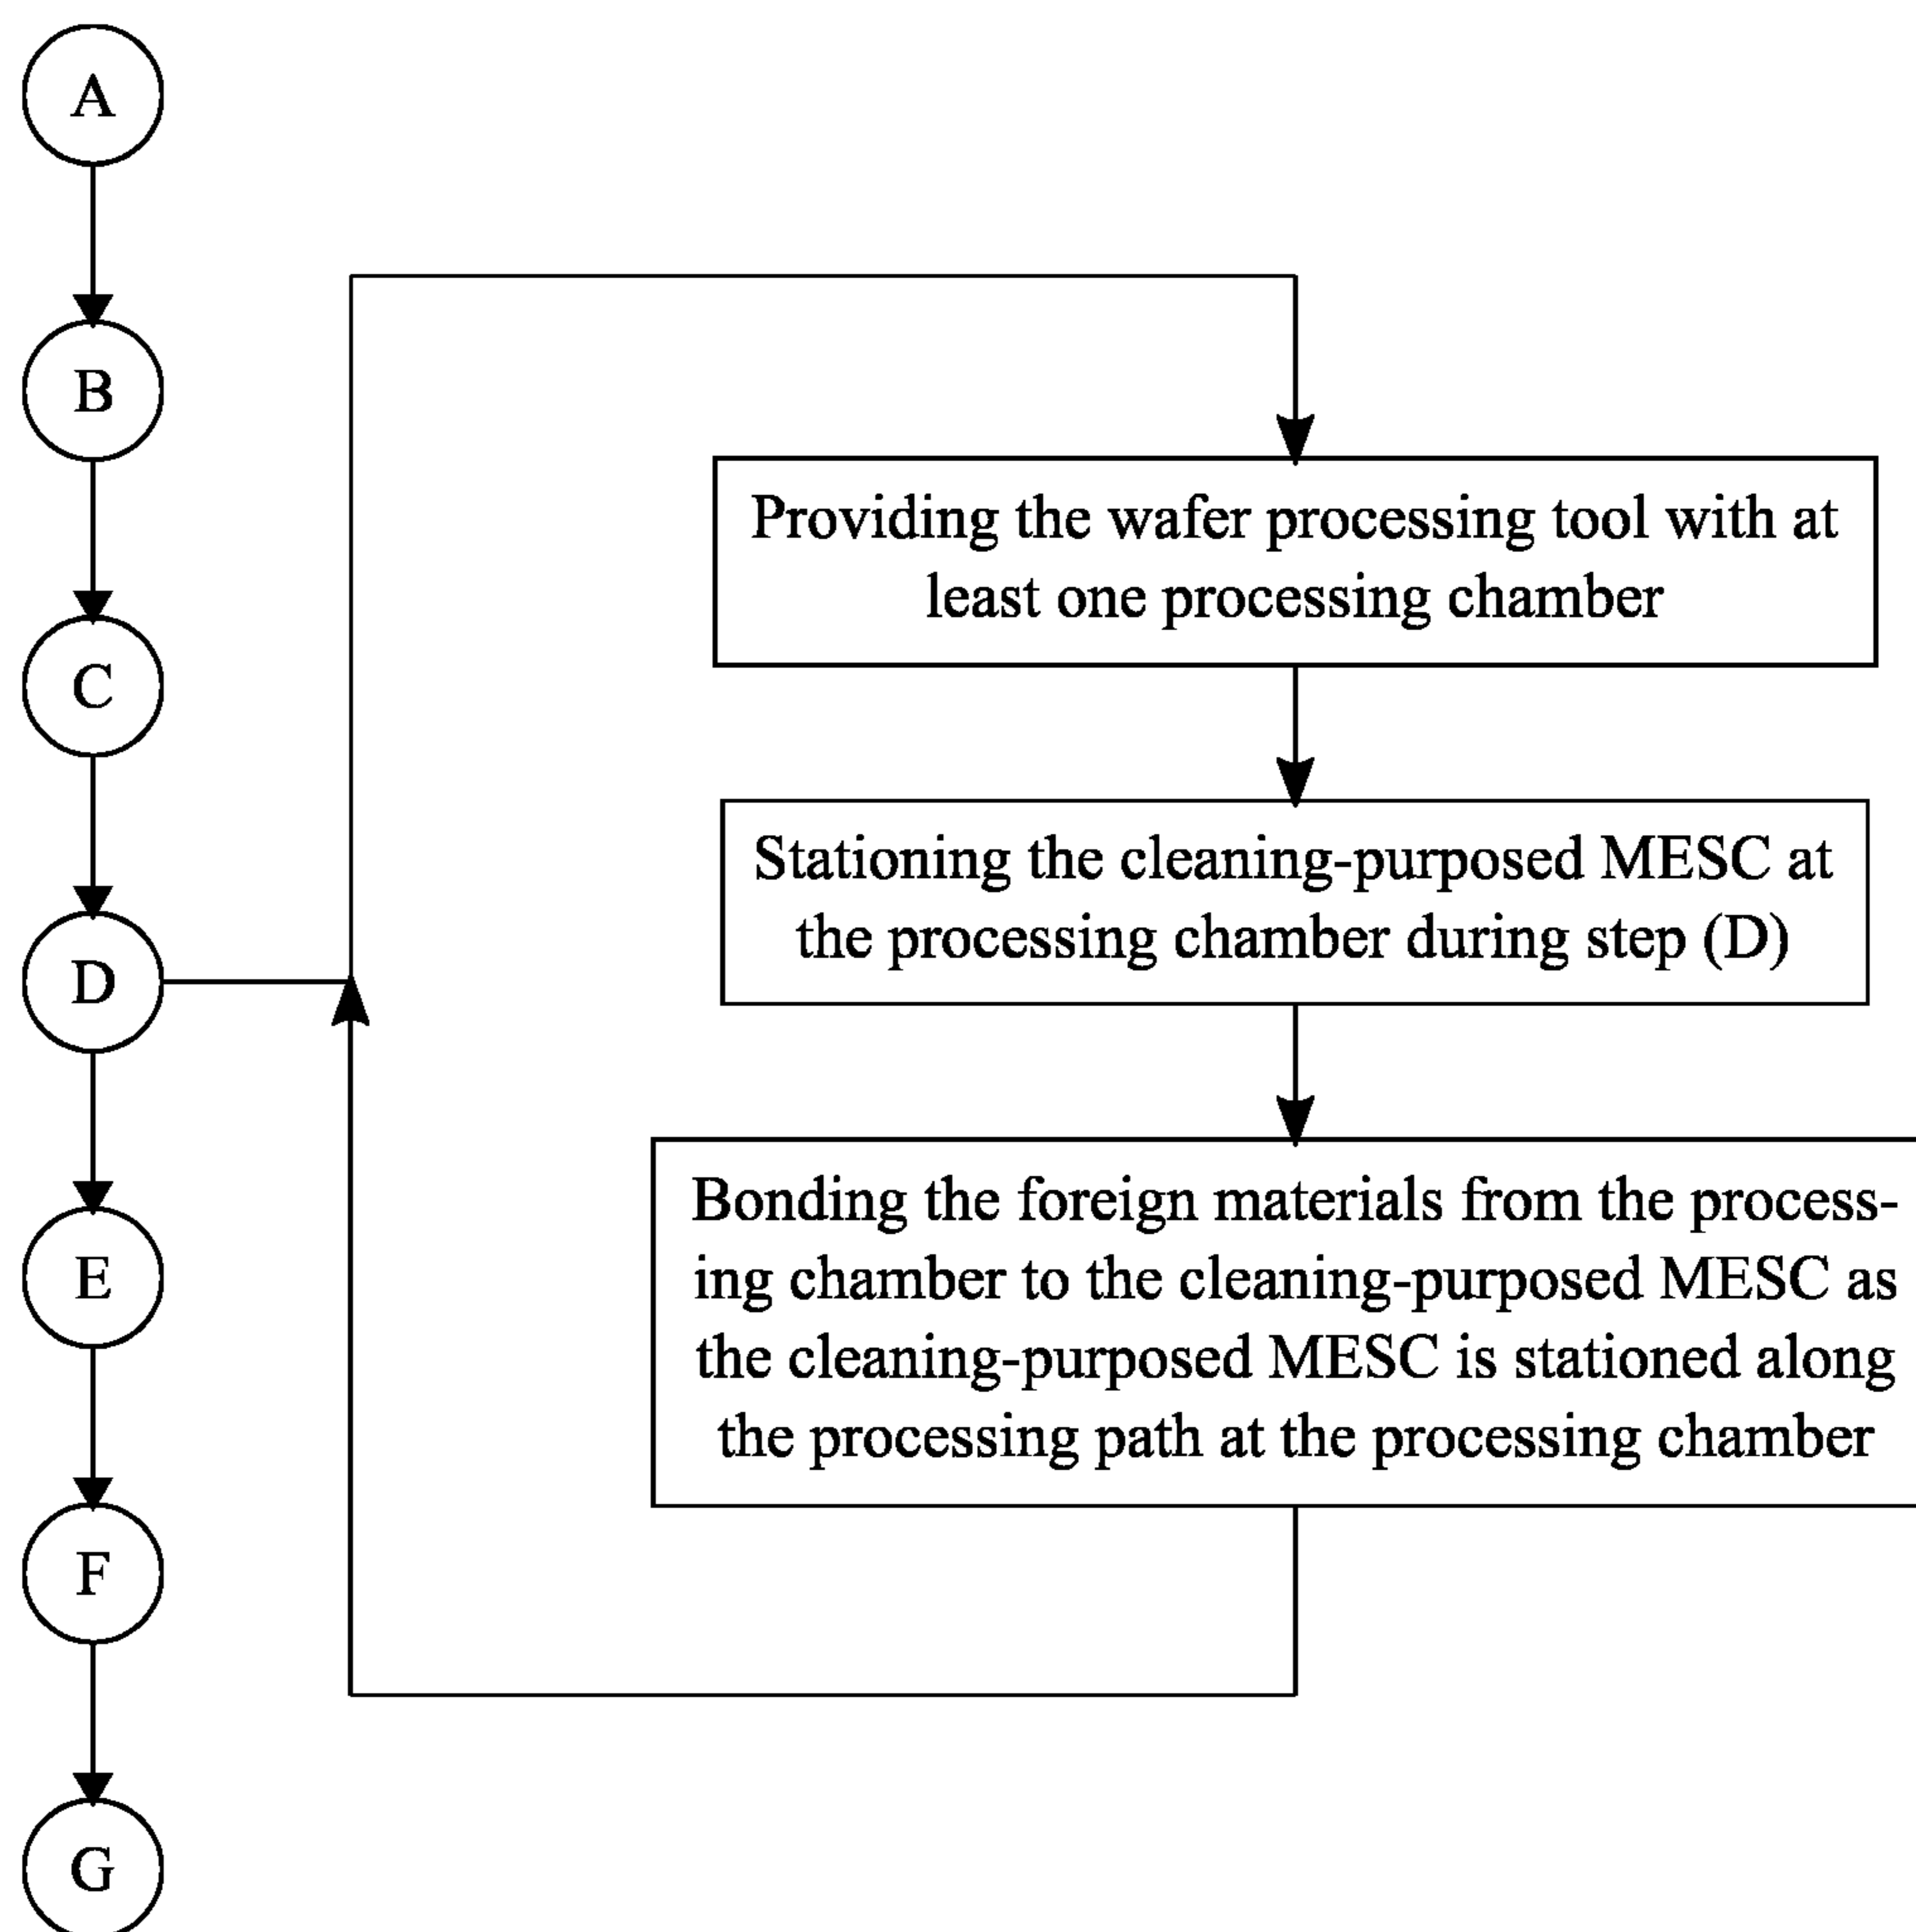 A
B
C
D
E
F
G
Providing the wafer processing tool with at
least one processing chamber
Stationing the cleaning-purposed MESC at
the processing chamber during step (D)
Bonding the foreign materials from the process-
ing chamber to the cleaning-purposed MESC as
the cleaning-purposed MESC is stationed along
the processing path at the processing chamber